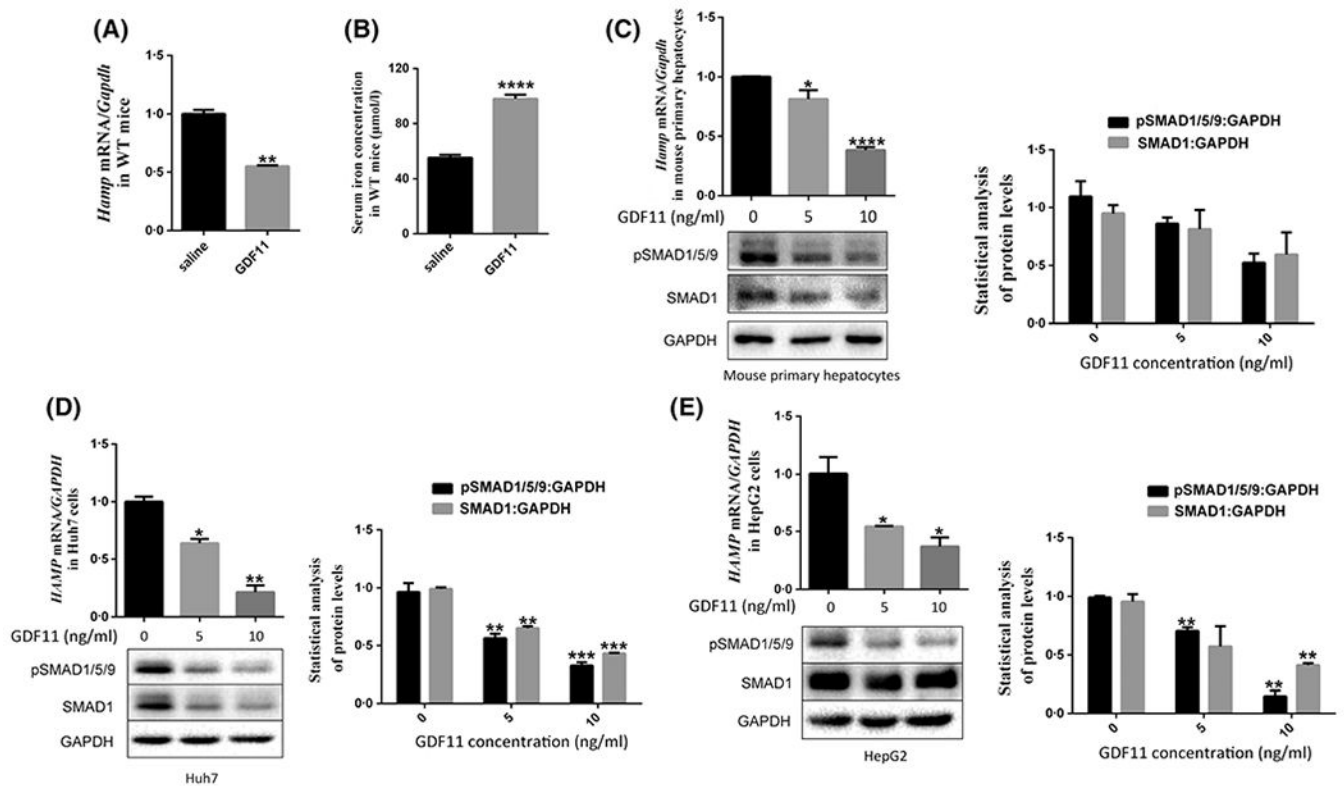 (A)
Hamp mRNA/Gapdh
in WT mice
1·5
1·0
0·5
0·0
**
saline
GDF11
(B)
Serum iron concentration
in WT mice (μmol/l)
120
80
40
0
****
saline
GDF11
(C)
Hamp mRNA/Gapdh
in mouse primary hepatocytes
1·5
1·0
0·5
0·0
*
****
GDF11 (ng/ml) 0 5 10
pSMAD1/5/9
SMAD1
GAPDH
Mouse primary hepatocytes
pSMAD1/5/9:GAPDH
SMAD1:GAPDH
Statistical analysis
of protein levels
1·5
1·0
0·5
0·0
0 5 10
GDF11 concentration (ng/ml)
(D)
HAMP mRNA/GAPDH
in Huh7 cells
1·5
1·0
0·5
0·0
*
**
GDF11 (ng/ml) 0 5 10
pSMAD1/5/9
SMAD1
GAPDH
Huh7
pSMAD1/5/9:GAPDH
SMAD1:GAPDH
Statistical analysis
of protein levels
1·5
1·0
0·5
0·0
** **
*** ***
0 5 10
GDF11 concentration (ng/ml)
(E)
HAMP mRNA/GAPDH
in HepG2 cells
1·5
1·0
0·5
0·0
* *
GDF11 (ng/ml) 0 5 10
pSMAD1/5/9
SMAD1
GAPDH
HepG2
pSMAD1/5/9:GAPDH
SMAD1:GAPDH
Statistical analysis
of protein levels
1·5
1·0
0·5
0·0
**
** **
0 5 10
GDF11 concentration (ng/ml)